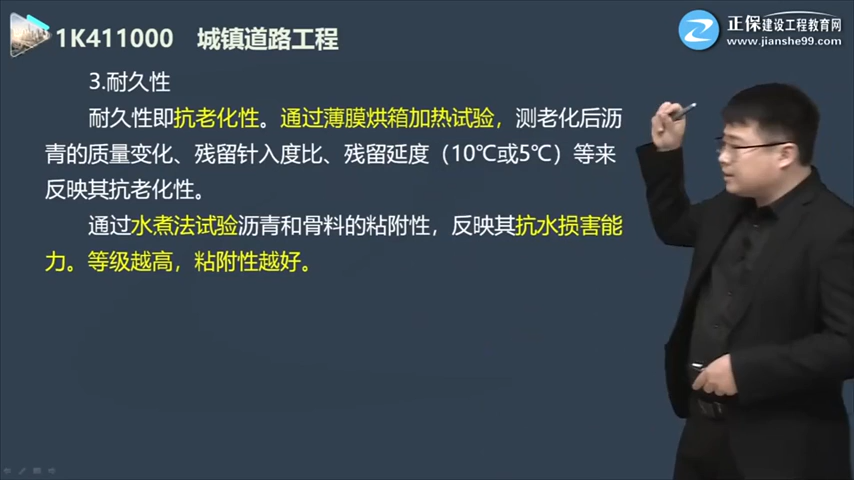 1K411000 城镇道路工程
正保建设工程教育网
www.jianshe99.com
3.耐久性
耐久性即抗老化性。通过薄膜烘箱加热试验，测老化后沥
青的质量变化、残留针入度比、残留延度（10℃或5℃）等来
反映其抗老化性。
通过水煮法试验沥青和骨料的粘附性，反映其抗水损害能
力。等级越高，粘附性越好。